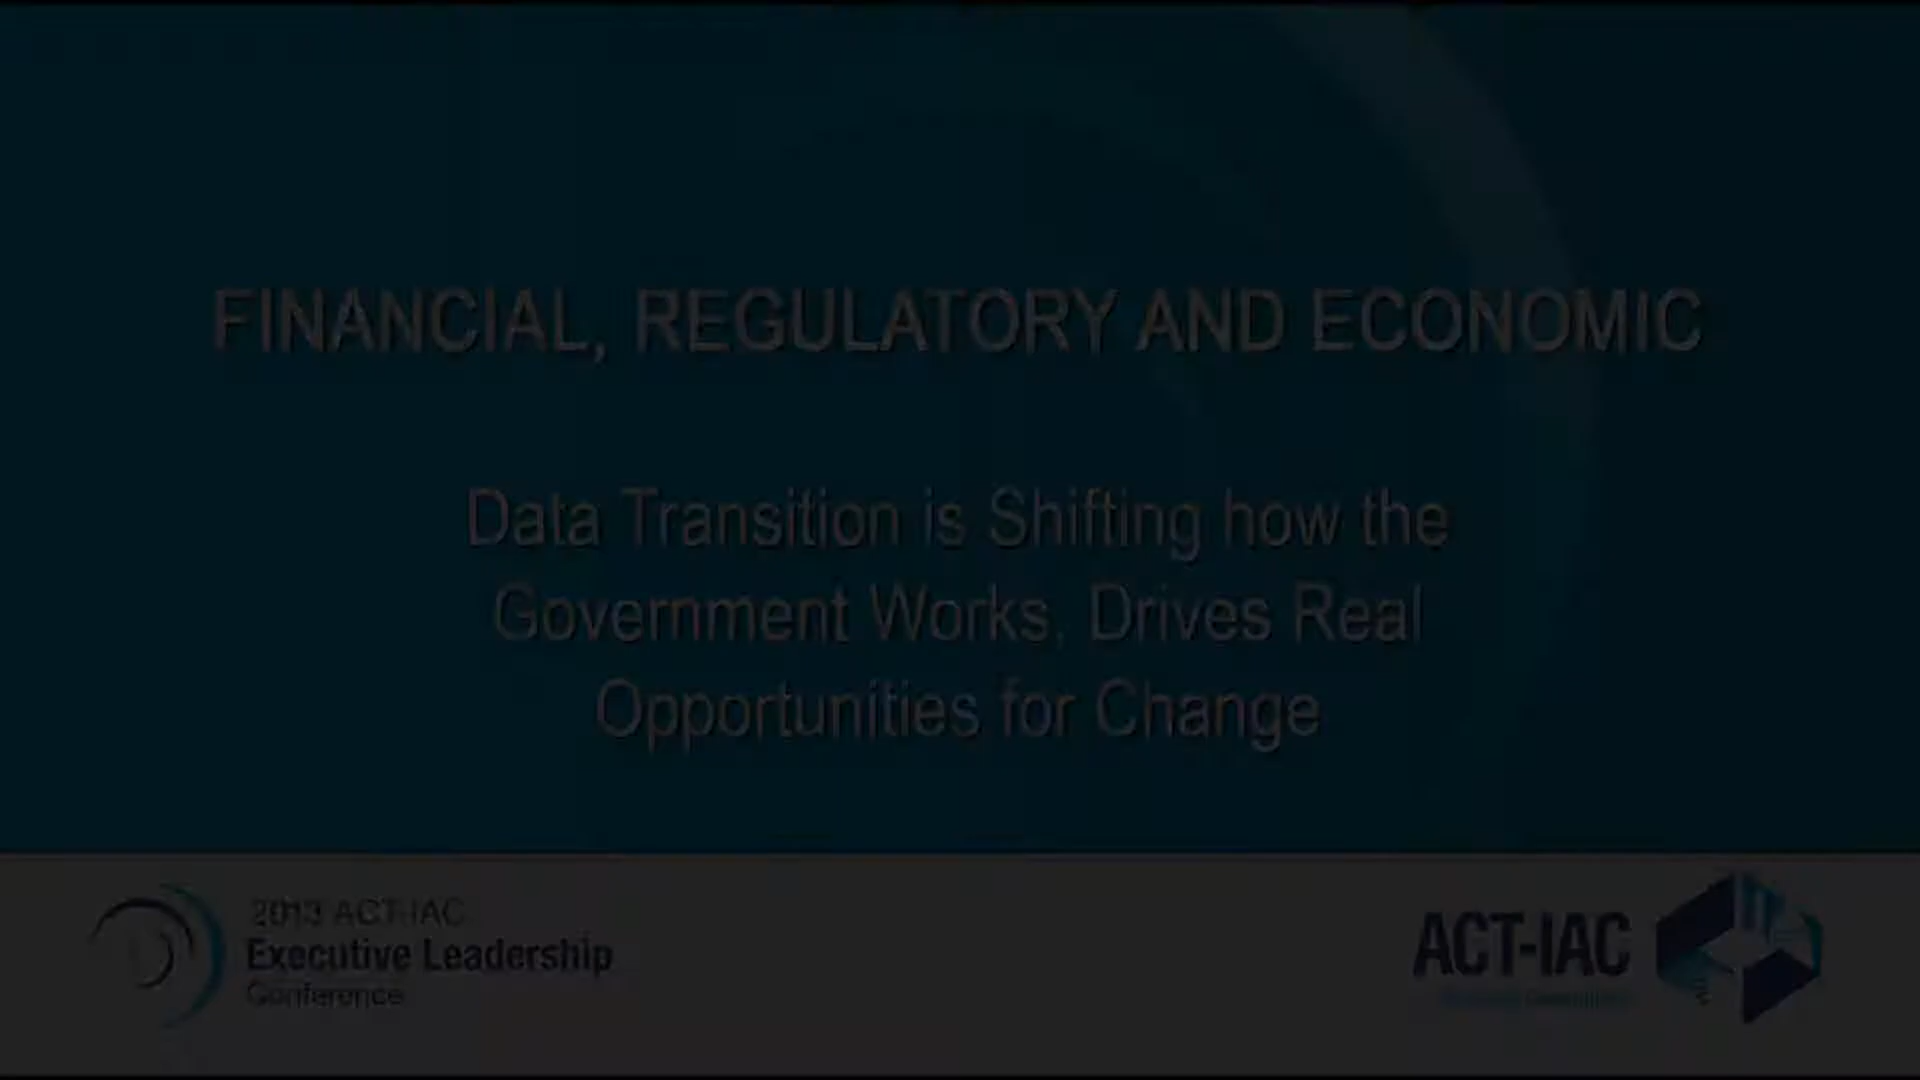 FINANCIAL, REGULATORY AND ECONOMIC
Data Transition is Shifting how the
Government Works, Drives Real
Opportunities for Change
2013 ACT-IAC
Executive Leadership
Conference
ACT-IAC